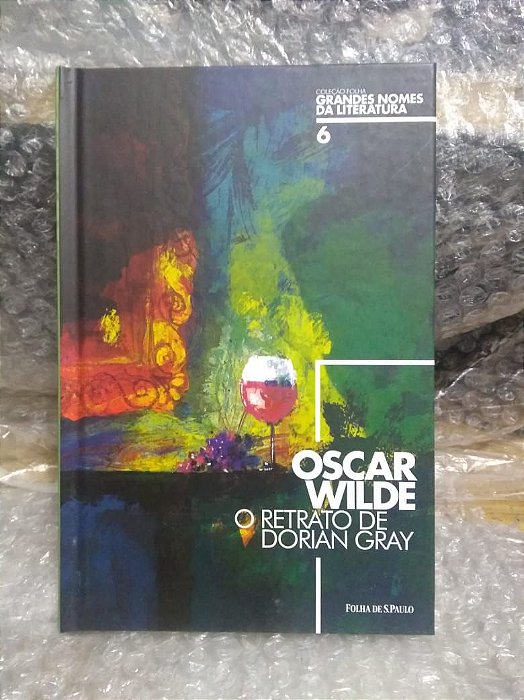 COLEÇÃO FOLHA
GRANDES NOMES
DA LITERATURA
6
OSCAR
WILDE
O RETRATO DE
DORIAN GRAY
FOLHA DE S.PAULO